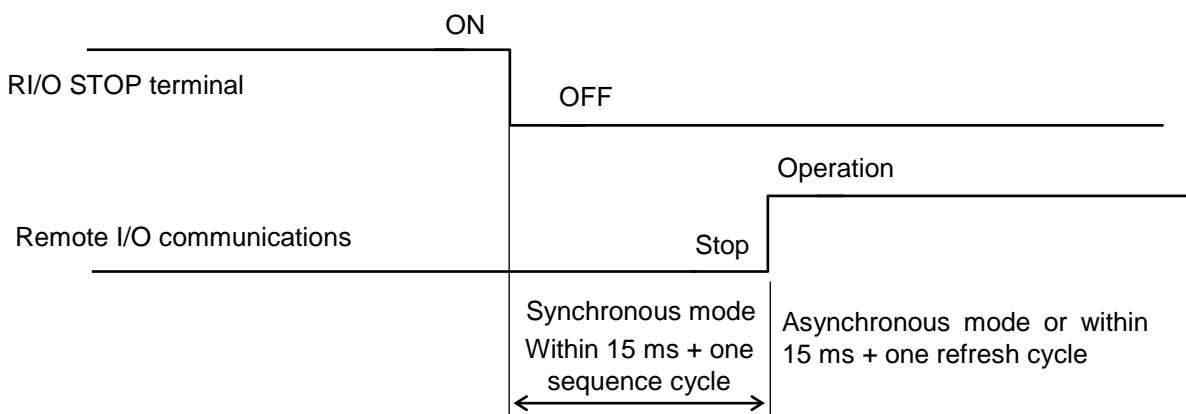 ON
RI/O STOP terminal
OFF
Operation
Remote I/O communications
Stop
Synchronous mode
Within 15 ms + one
sequence cycle
Asynchronous mode or within
15 ms + one refresh cycle